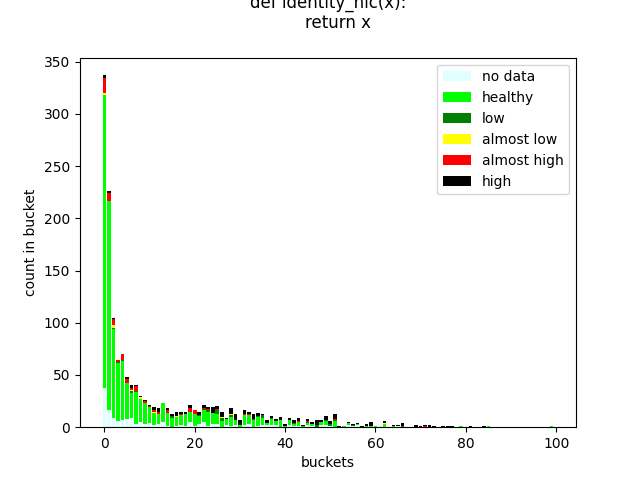 def identity_nic(x):
return x
350
300
250
200
150
100
50
0
count in bucket
no data
healthy
low
almost low
almost high
high
0
20
40
60
80
100
buckets